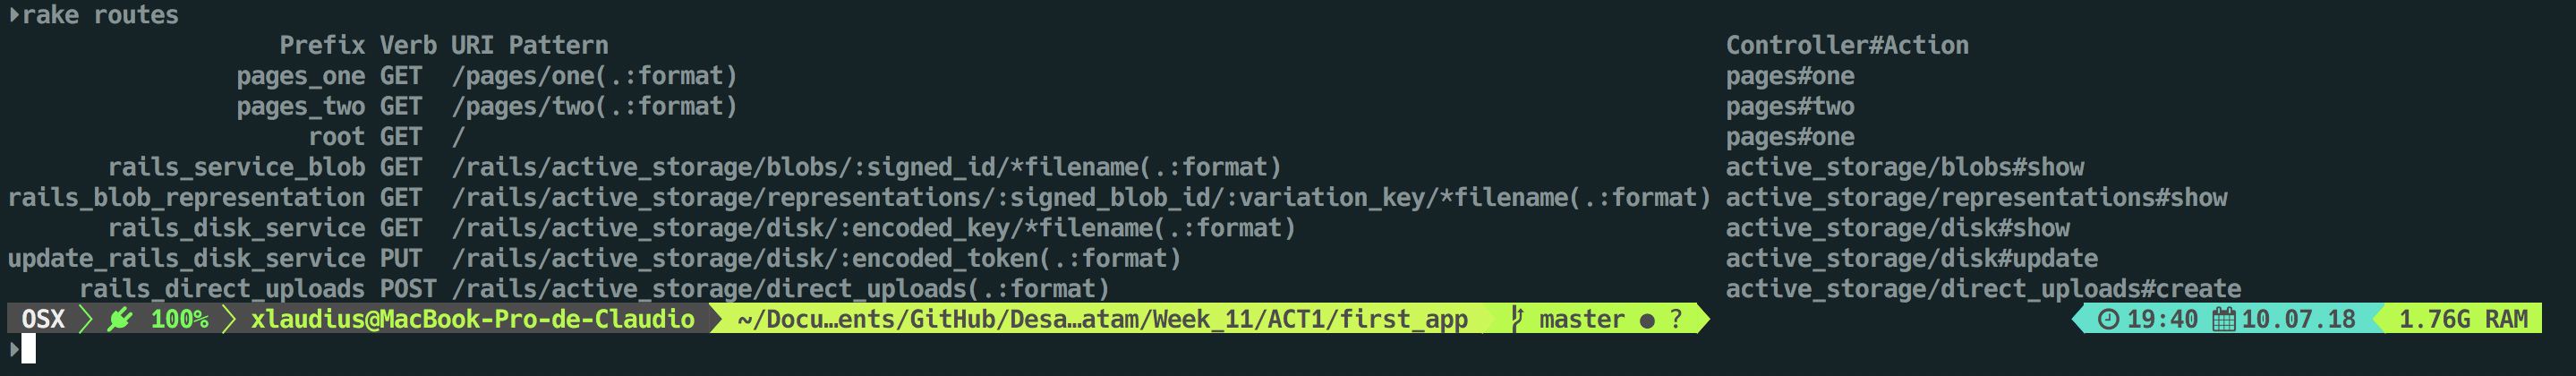 rake routes
Prefix Verb URI Pattern Controller#Action
pages_one GET /pages/one(.:format) pages#one
pages_two GET /pages/two(.:format) pages#two
root GET / pages#one
rails_service_blob GET /rails/active_storage/blobs/:signed_id/*filename(.:format) active_storage/blobs#show
rails_blob_representation GET /rails/active_storage/representations/:signed_blob_id/:variation_key/*filename(.:format) active_storage/representations#show
rails_disk_service GET /rails/active_storage/disk/:encoded_key/*filename(.:format) active_storage/disk#show
update_rails_disk_service PUT /rails/active_storage/disk/:encoded_token(.:format) active_storage/disk#update
rails_direct_uploads POST /rails/active_storage/direct_uploads(.:format) active_storage/direct_uploads#create
OSX 100% xlaudius@MacBook-Pro-de-Claudio ~/Docu…ents/GitHub/Desa…atam/Week_11/ACT1/first_app master ● ? 19:40 10.07.18 1.76G RAM